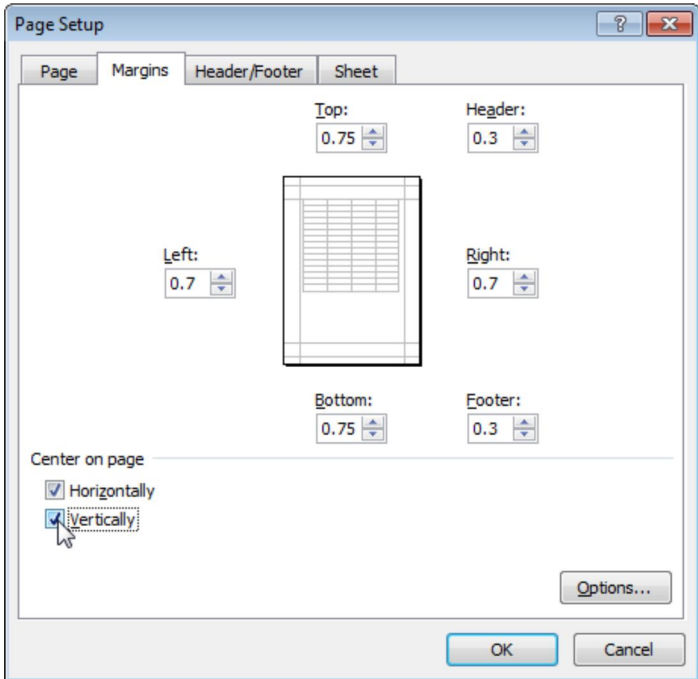 Page Setup
Page Margins Header/Footer Sheet
Top: Header:
0.75 0.3
Left: Right:
0.7 0.7
Bottom: Footer:
0.75 0.3
Center on page
Horizontally
Vertically
Options...
OK Cancel